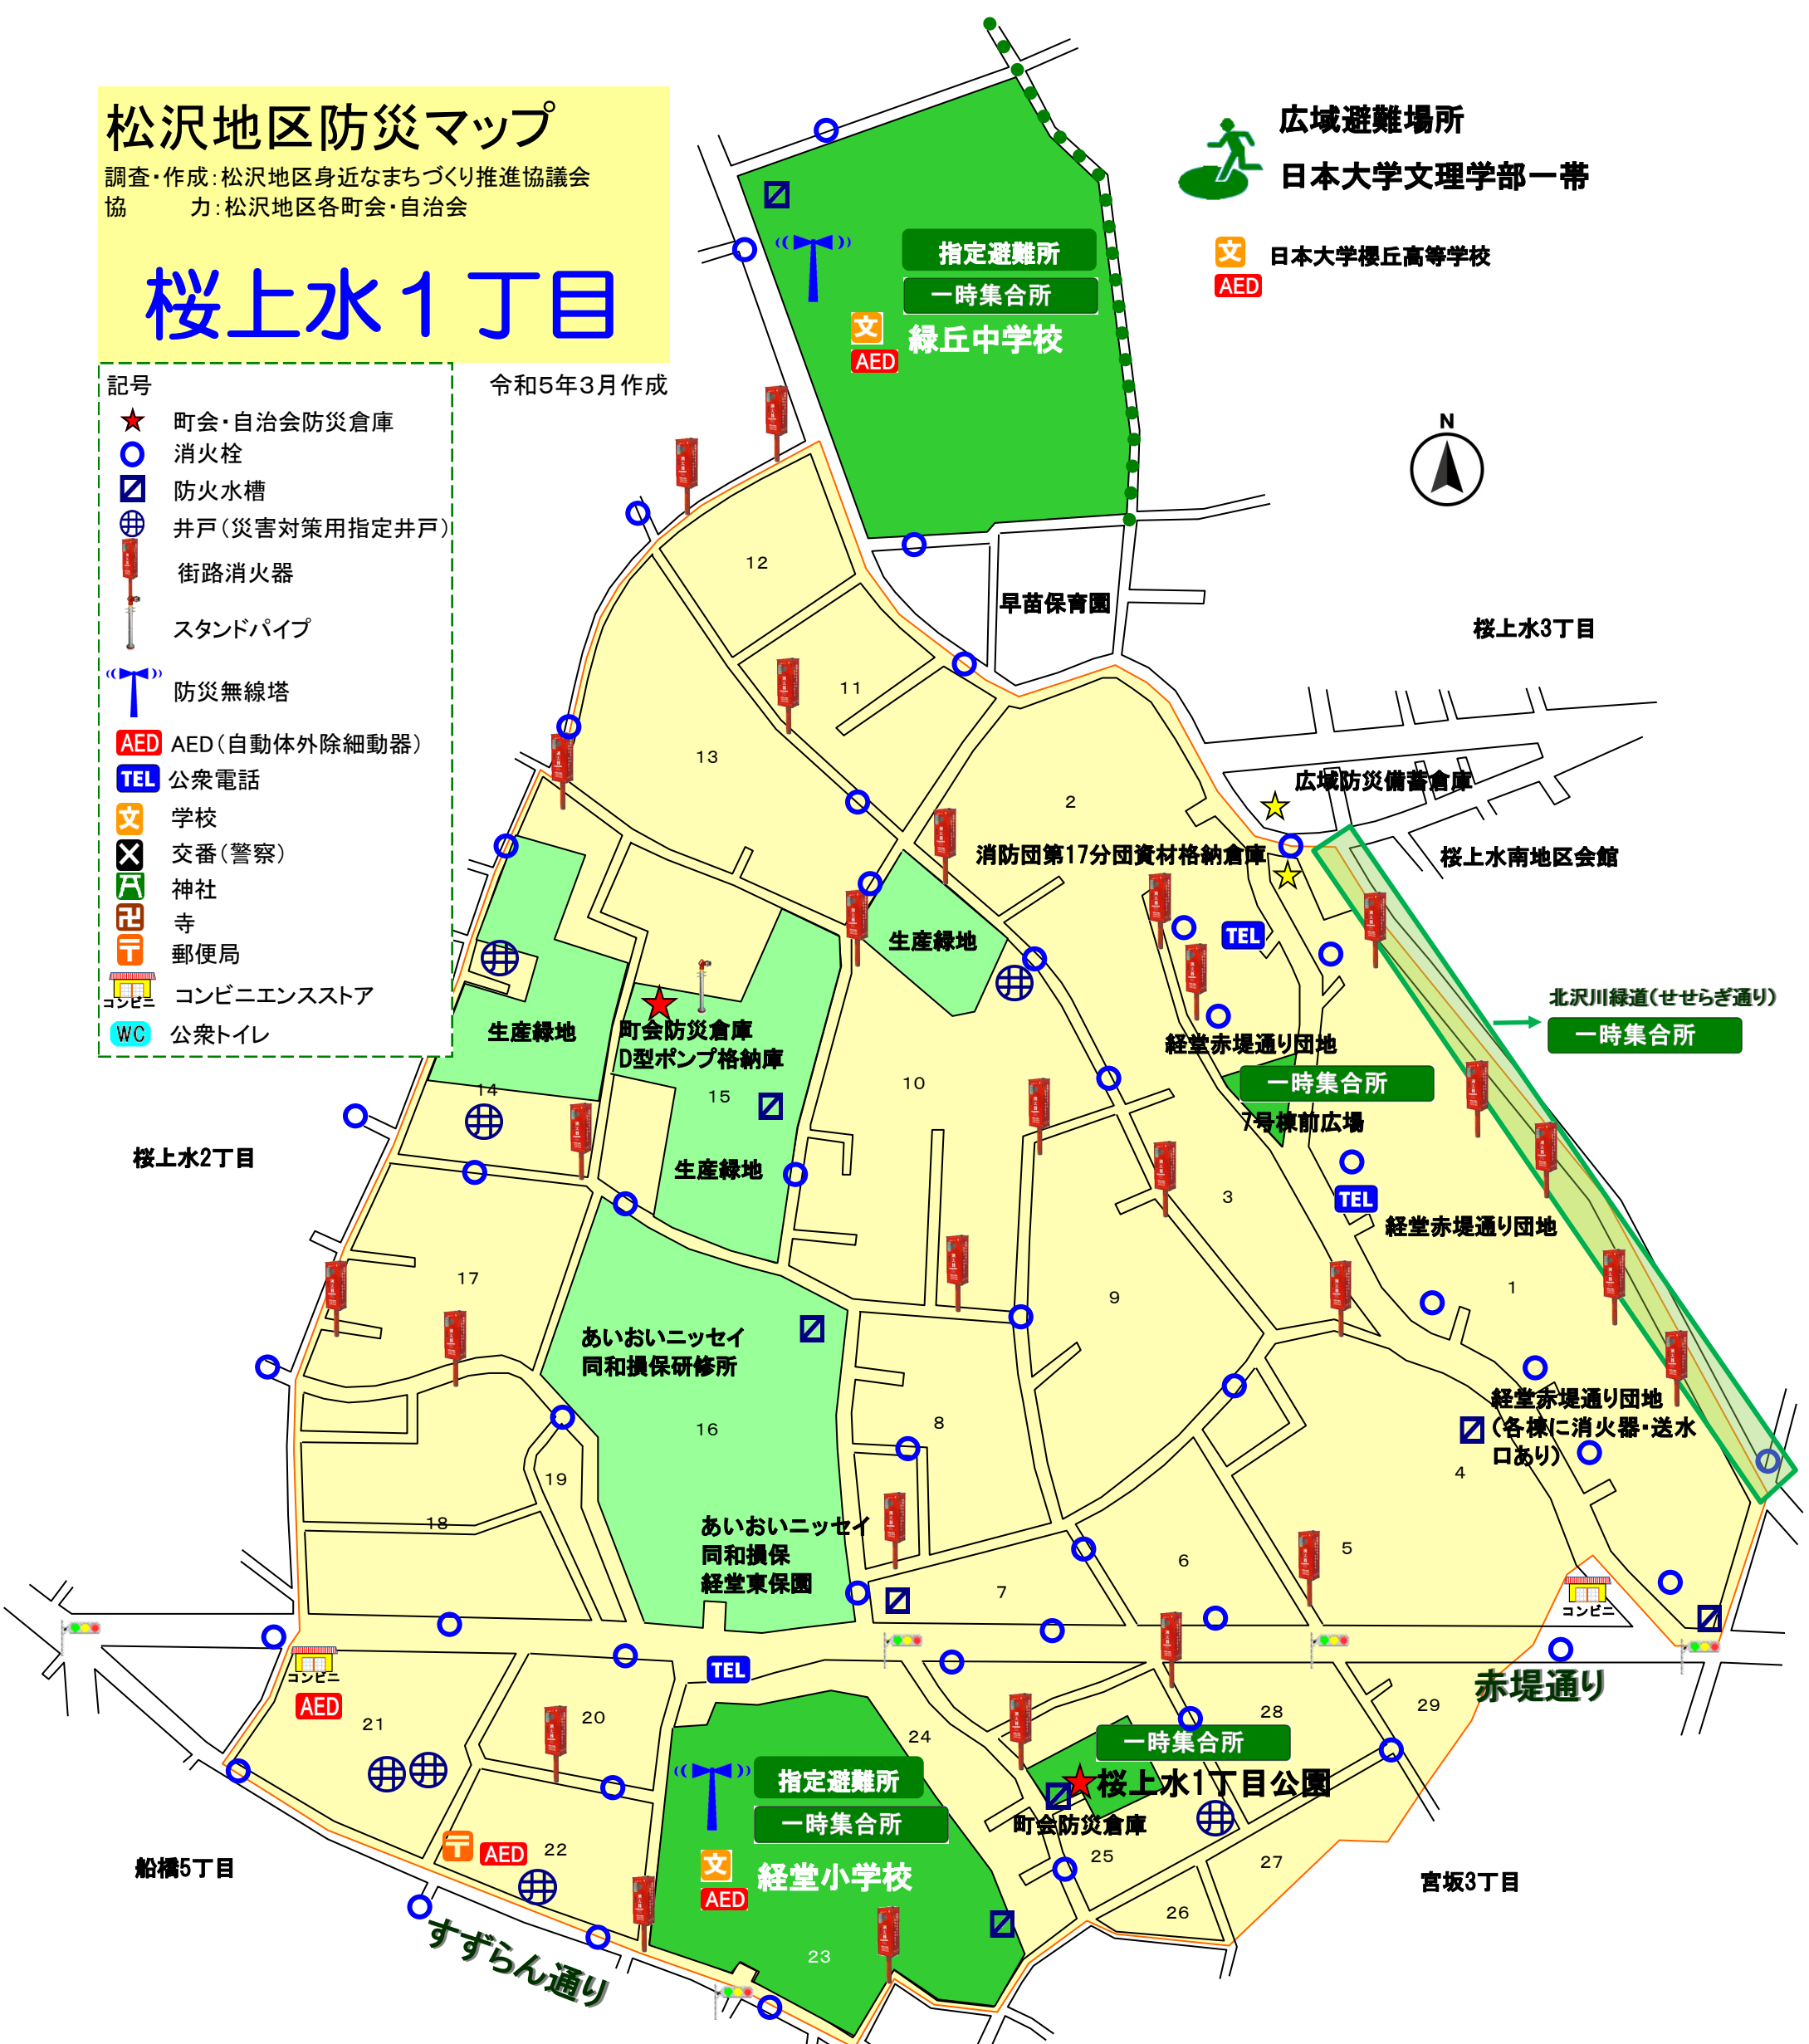 松沢地区防災マップ
調査・作成：松沢地区身近なまちづくり推進協議会
協　　　力：松沢地区各町会・自治会
桜上水１丁目
令和５年３月作成
記号
町会・自治会防災倉庫
消火栓
防火水槽
井戸（災害対策用指定井戸）
街路消火器
スタンドパイプ
防災無線塔
AED AED（自動体外除細動器）
TEL 公衆電話
文 学校
交番（警察）
神社
卍 寺
〒 郵便局
コンビニ コンビニエンスストア
WC 公衆トイレ
広域避難場所
日本大学文理学部一帯
文 日本大学櫻丘高等学校
AED
N
指定避難所
一時集合所
文 緑丘中学校
AED
早苗保育園
桜上水3丁目
12
11
13
2
広域防災備蓄倉庫
消防団第17分団資材格納倉庫
桜上水南地区会館
生産緑地
TEL
北沢川緑道（せせらぎ通り）
一時集合所
生産緑地
町会防災倉庫
D型ポンプ格納庫
経堂赤堤通り団地
一時集合所
7号棟前広場
14
15
10
桜上水2丁目
生産緑地
3
TEL
経堂赤堤通り団地
17
9
1
あいおいニッセイ
同和損保研修所
16
8
経堂赤堤通り団地
（各棟に消火器・送水
口あり）
4
19
18
あいおいニッセイ
同和損保
経堂東保園
7
6
5
コンビニ
コンビニ
AED
TEL
赤堤通り
21
20
24
28
29
一時集合所
桜上水1丁目公園
町会防災倉庫
指定避難所
一時集合所
文 経堂小学校
AED
〒 AED
22
25
27
26
23
船橋5丁目
宮坂3丁目
すずらん通り